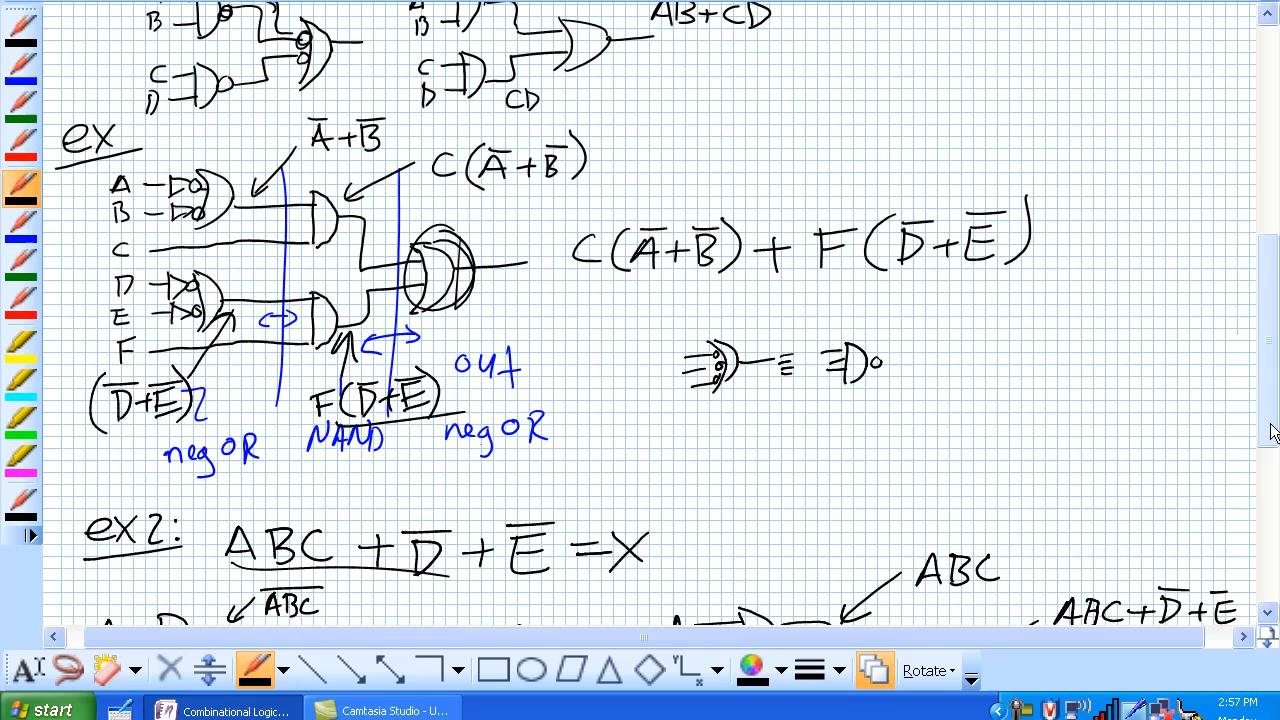 B
A
B
AB+CD
C
D
C
D
CD
ex
A̅+B̅
C(A̅+B̅)
A
B
C
D
E
F
C(A̅+B̅)+F(D̅+E̅)
out
(D̅+E̅)
F(D̅+E̅)
neg OR
NAND
neg OR
ex2:
ABC+D̅+E̅=X
A̅B̅C̅
ABC
ABC+D̅+E̅
A
Rotate
start
Combinational Logic...
Camtasia Studio - U...
2:57 PM